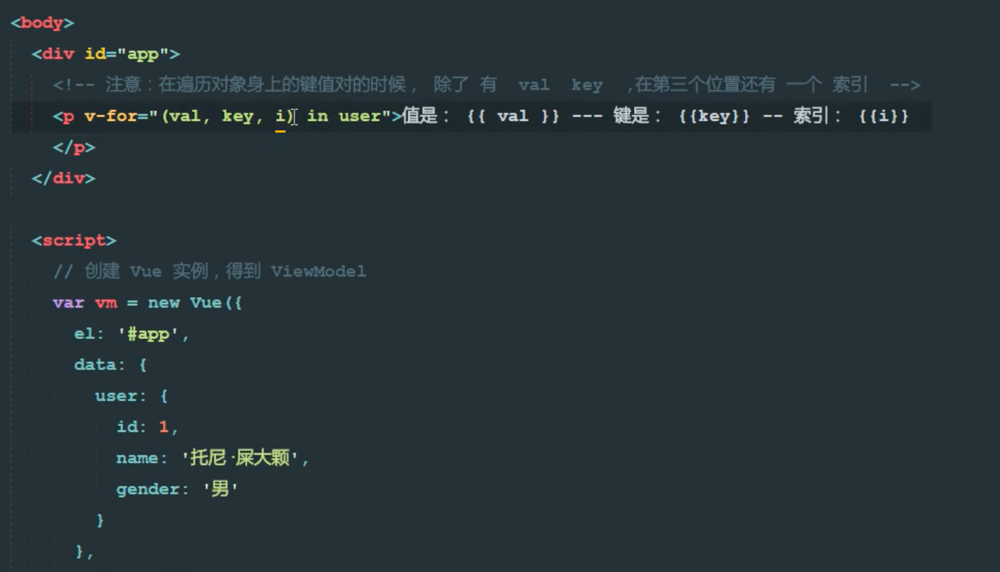 <body>
<div id="app">
<!-- 注意：在遍历对象身上的键值对的时候， 除了 有  val  key  ,在第三个位置还有 一个 索引  -->
<p v-for="(val, key, i) in user">值是： {{ val }} --- 键是： {{key}} -- 索引： {{i}}
</p>
</div>
<script>
// 创建 Vue 实例，得到 ViewModel
var vm = new Vue({
el: '#app',
data: {
user: {
id: 1,
name: '托尼·屎大颗',
gender: '男'
}
},